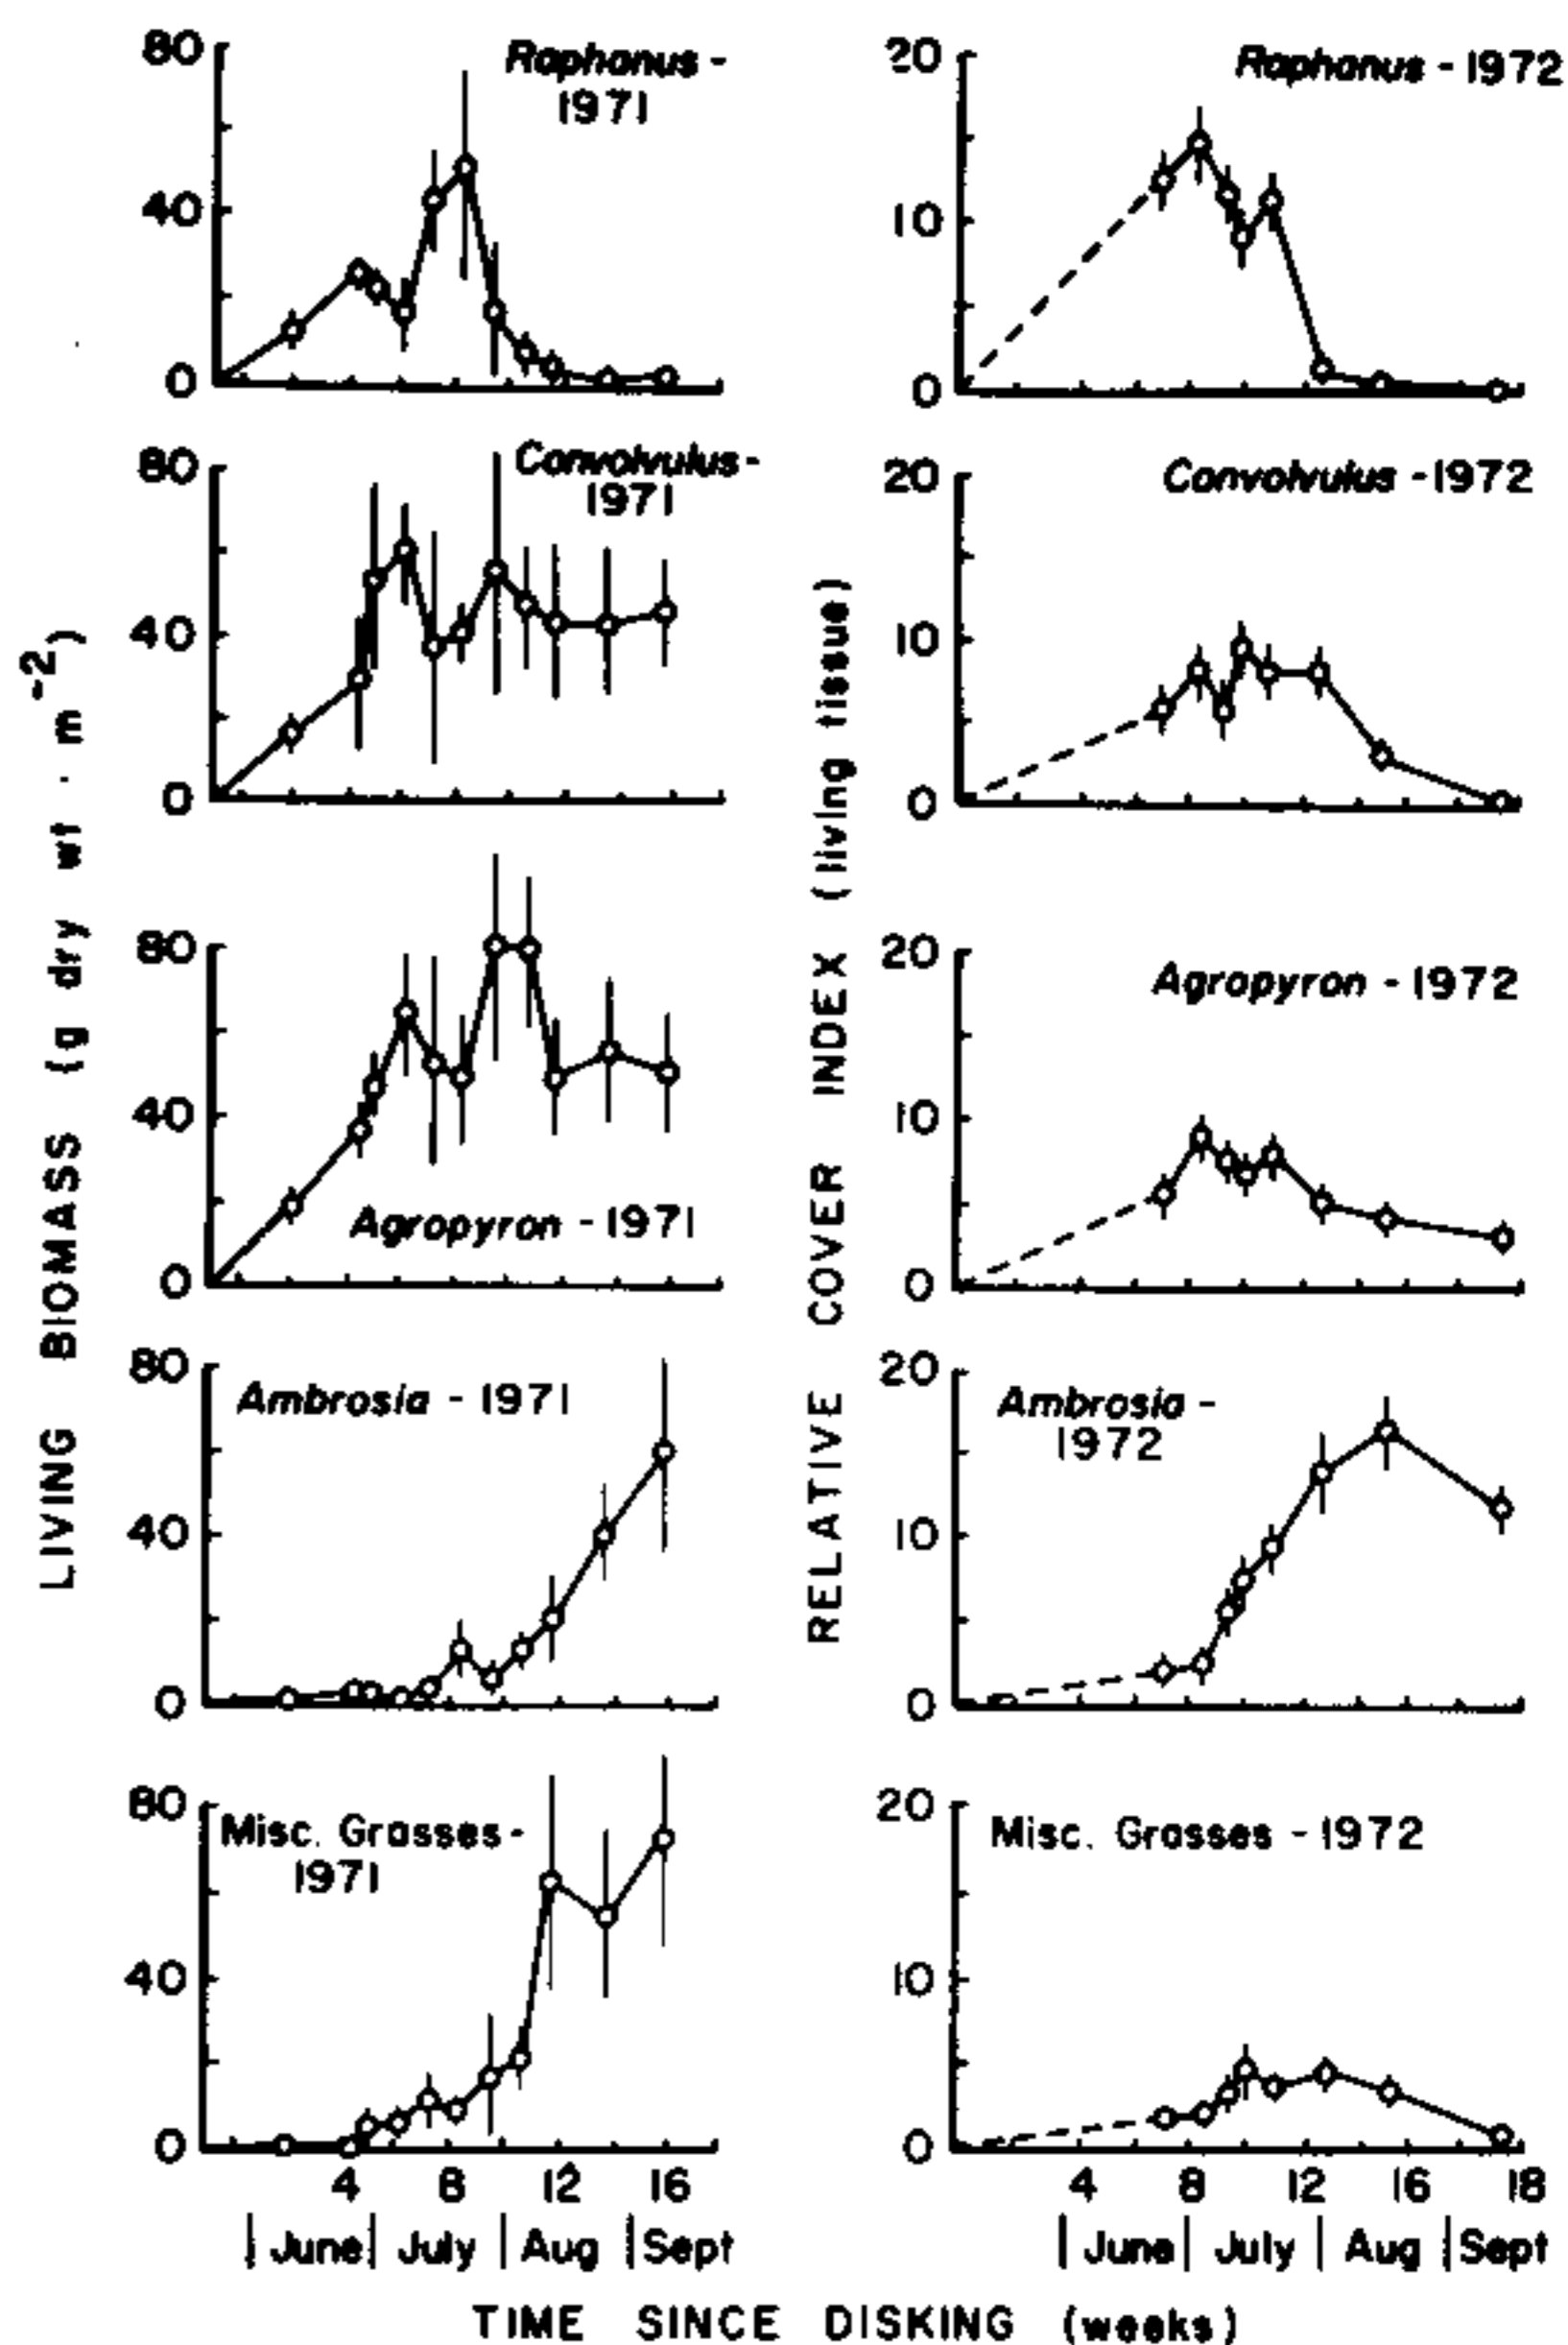 LIVING BIOMASS (g dry wt · m⁻²)
80
40
0
Raphanus -
1971
80
40
0
Convolvulus -
1971
80
40
0
Agropyron - 1971
80
40
0
Ambrosia - 1971
80
40
0
Misc. Grasses -
1971
4 8 12 16
June July Aug Sept
RELATIVE COVER INDEX (living tissue)
20
10
0
Raphanus - 1972
20
10
0
Convolvulus - 1972
20
10
0
Agropyron - 1972
20
10
0
Ambrosia -
1972
20
10
0
Misc. Grasses - 1972
4 8 12 16 18
June July Aug Sept
TIME SINCE DISKING (weeks)